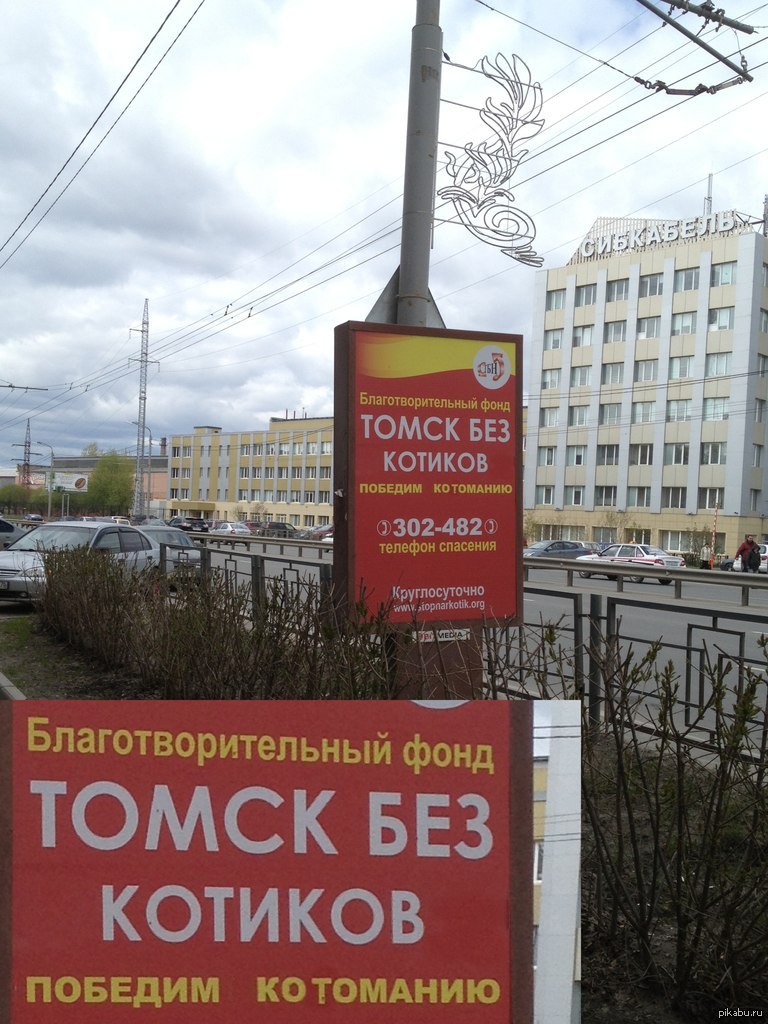 СИБКАБЕЛЬ
Благотворительный фонд
ТОМСК БЕЗ
КОТИКОВ
ПОБЕДИМ КОТОМАНИЮ
302-482
телефон спасения
Круглосуточно
www.stopnarkotik.org
MEDIA
Благотворительный фонд
ТОМСК БЕЗ
КОТИКОВ
ПОБЕДИМ КОТОМАНИЮ
pikabu.ru